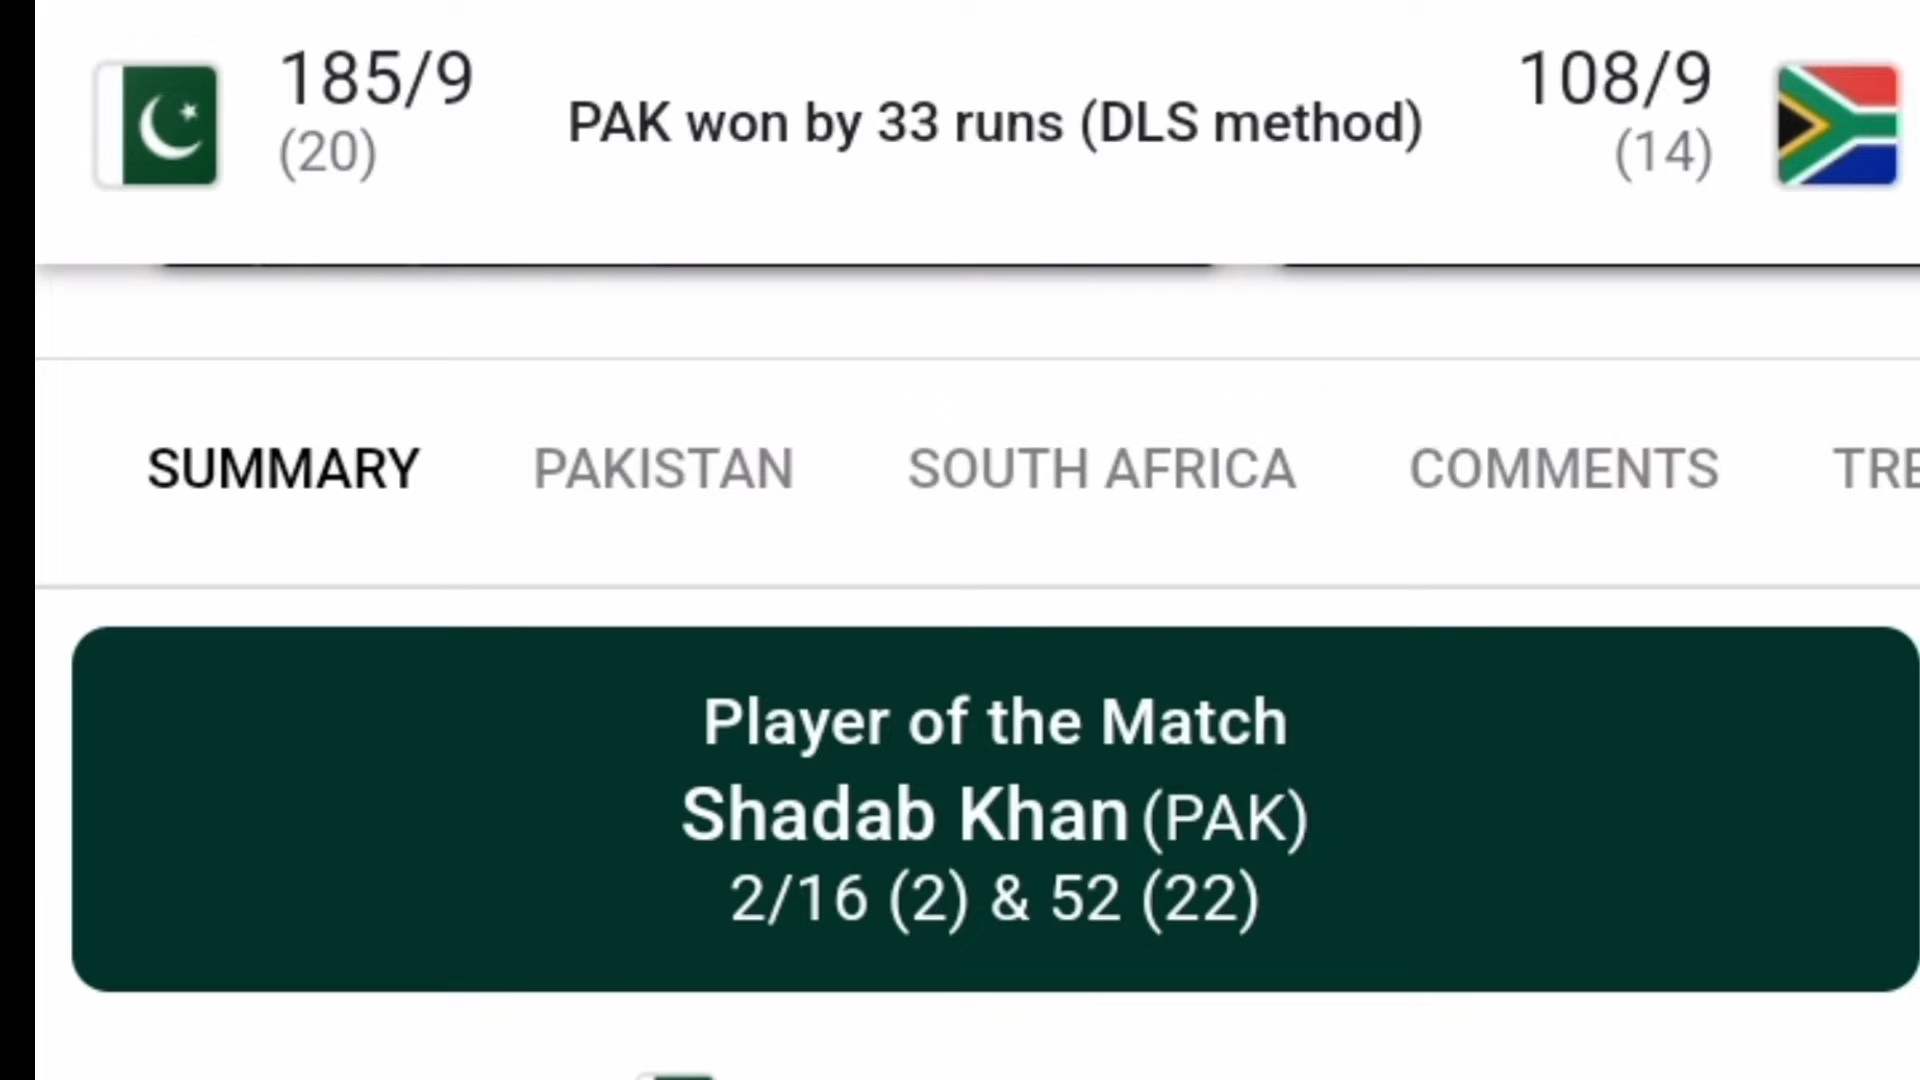 185/9
(20)
PAK won by 33 runs (DLS method)
108/9
(14)
SUMMARY PAKISTAN SOUTH AFRICA COMMENTS TRE
Player of the Match
Shadab Khan (PAK)
2/16 (2) & 52 (22)